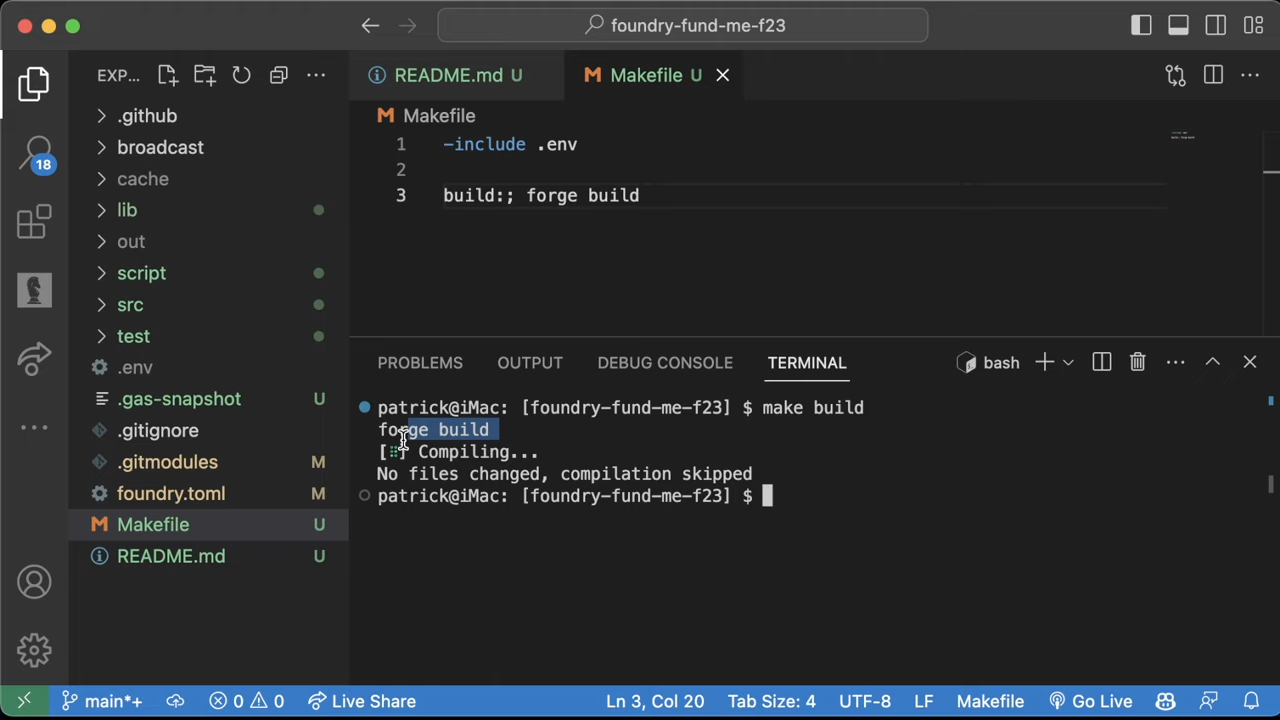 foundry-fund-me-f23
EXP...
README.md U
Makefile U
Makefile
1 -include .env
2
3 build:; forge build
.github
broadcast
cache
lib
out
script
src
test
.env
.gas-snapshot U
.gitignore
.gitmodules M
foundry.toml M
Makefile U
README.md U
18
PROBLEMS OUTPUT DEBUG CONSOLE TERMINAL bash
patrick@iMac: [foundry-fund-me-f23] $ make build
forge build
[⠿] Compiling...
No files changed, compilation skipped
patrick@iMac: [foundry-fund-me-f23] $
main*+ 0 0 Live Share Ln 3, Col 20 Tab Size: 4 UTF-8 LF Makefile Go Live